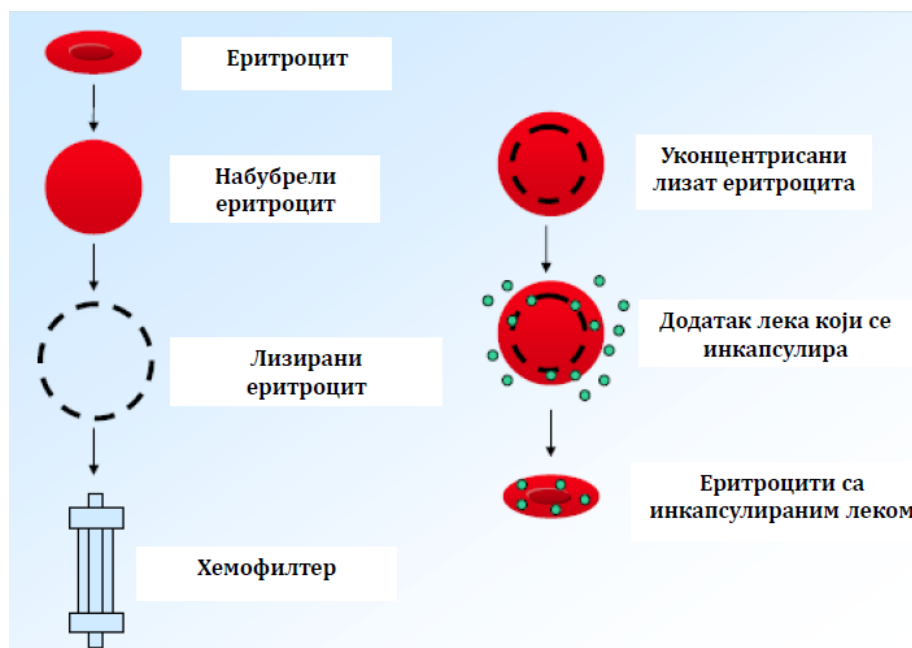 Еритроцит
Набубрели
еритроцит
Лизирани
еритроцит
Хемофилтер
Уконцентрисани
лизат еритроцита
Додатак лека који се
инкапсулира
Еритроцити са
инкапсулираним леком